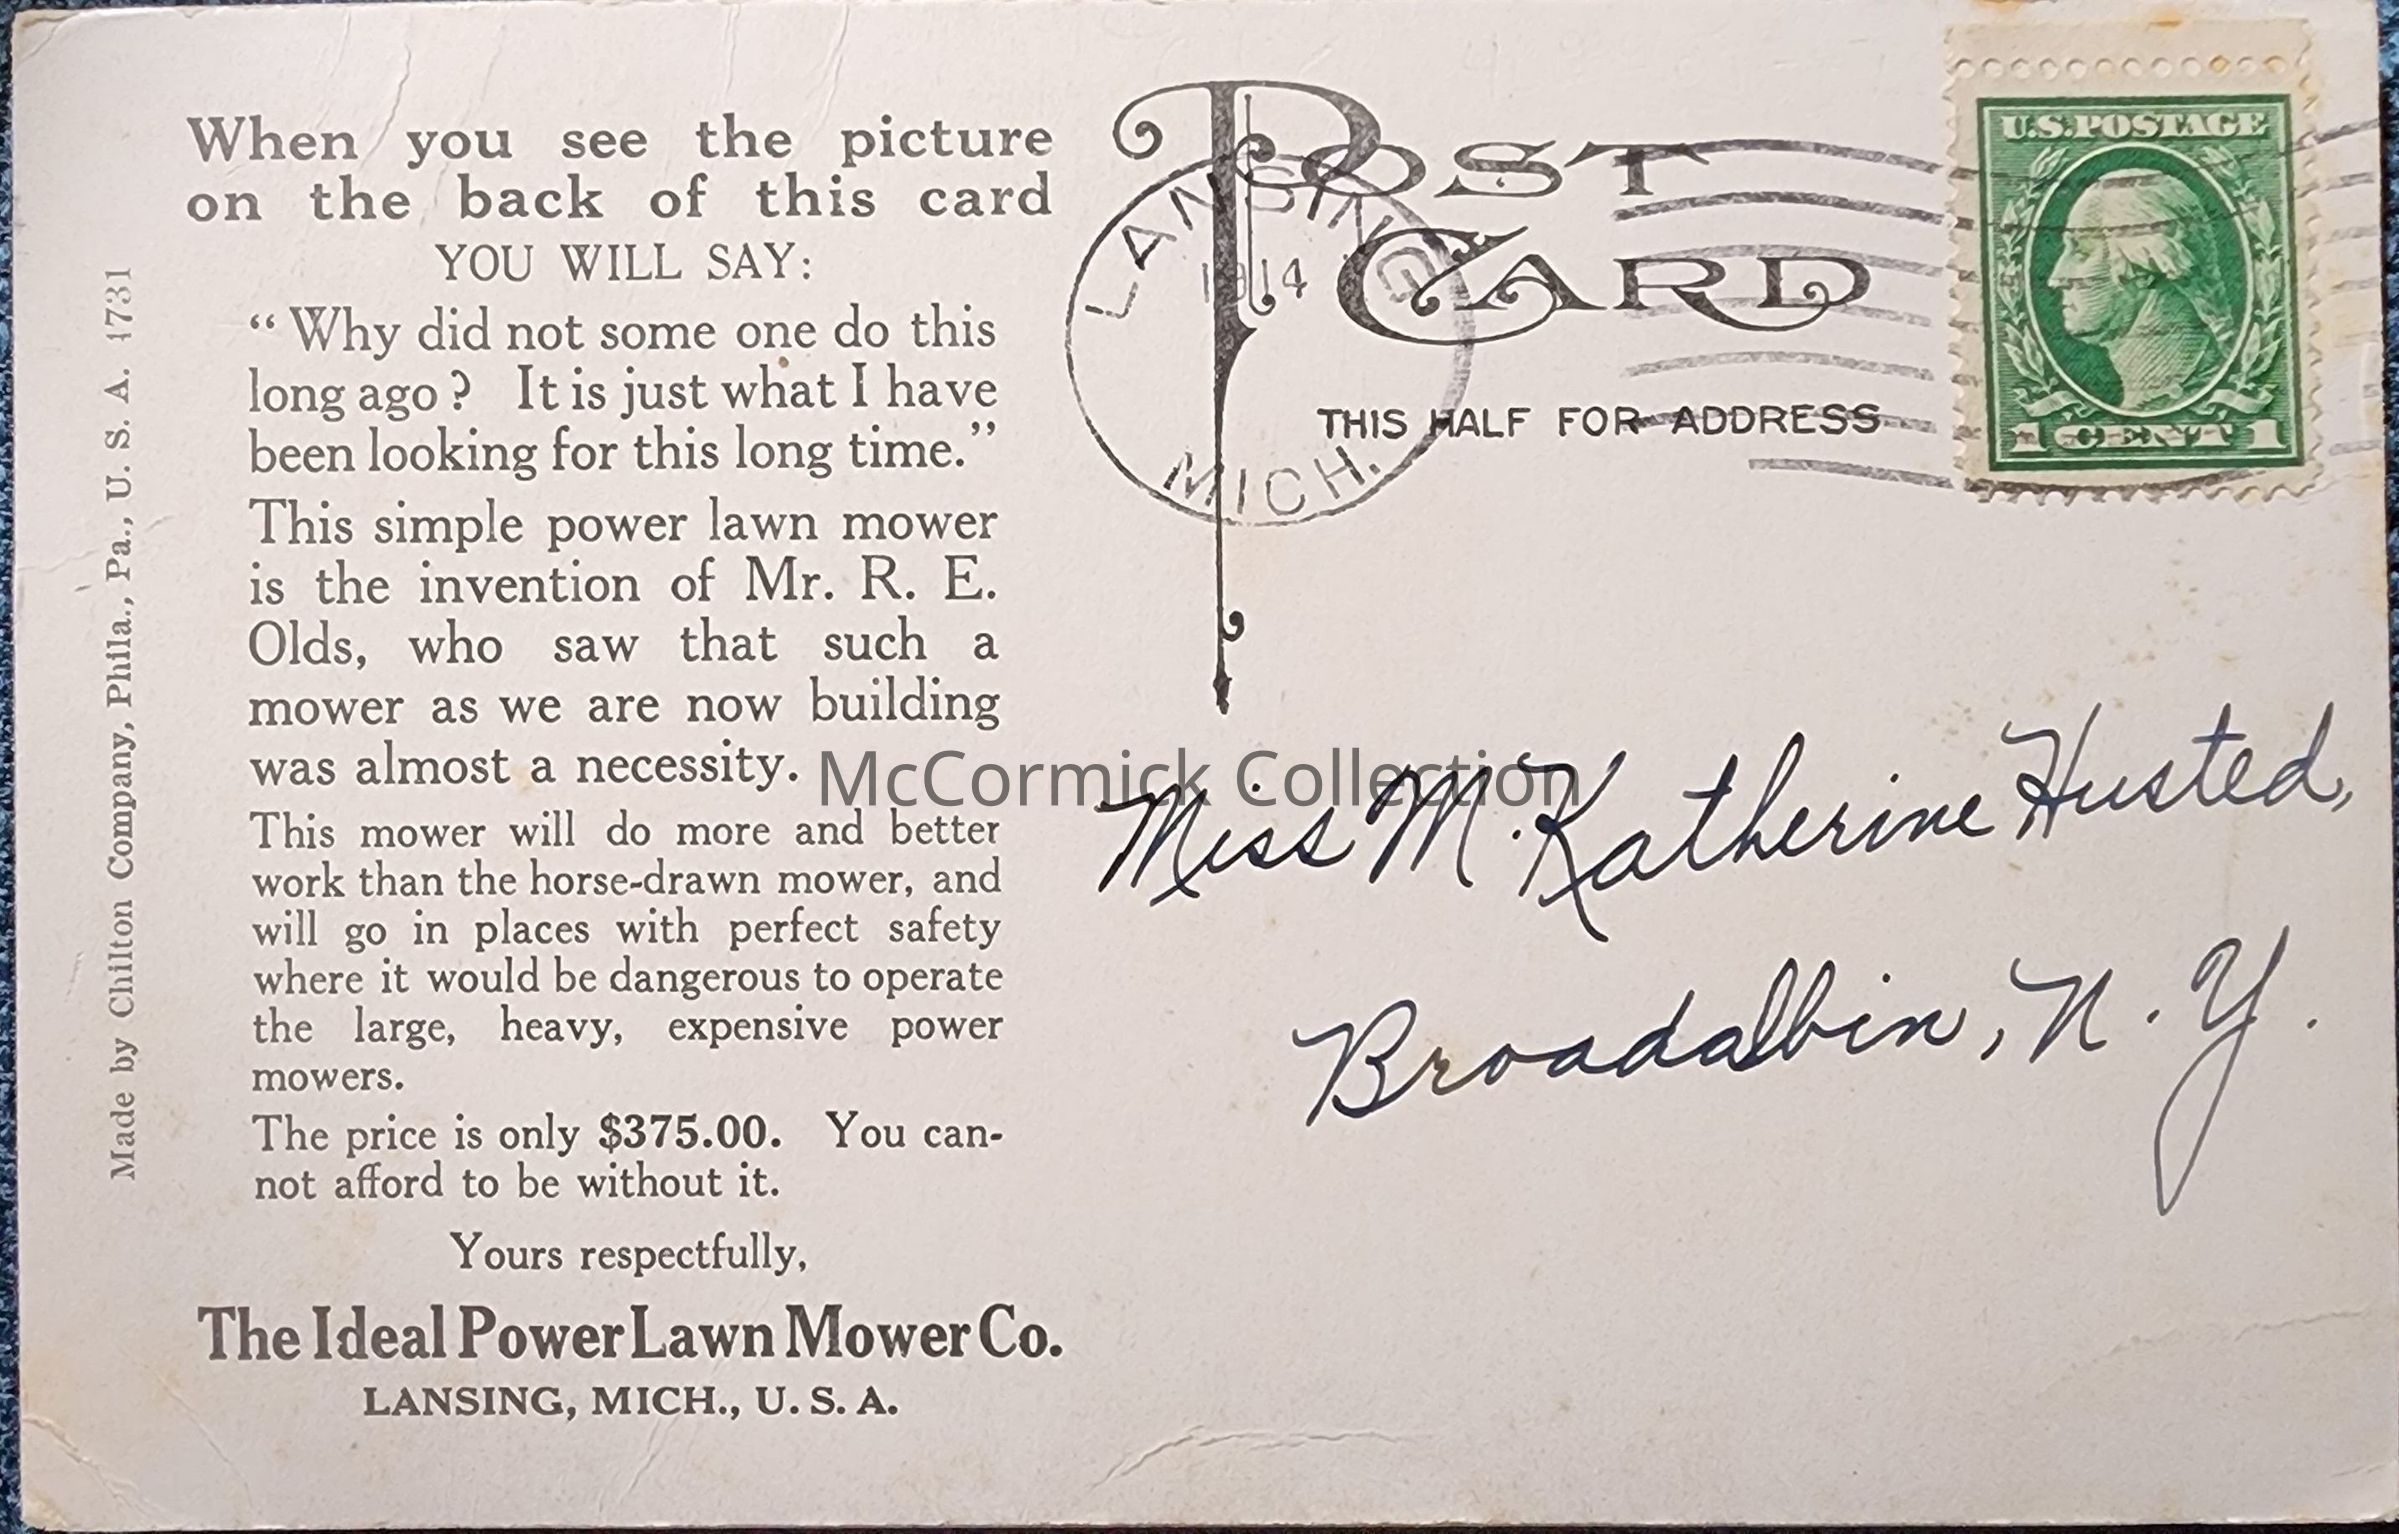 When you see the picture
on the back of this card
YOU WILL SAY:
“Why did not some one do this
long ago? It is just what I have
been looking for this long time.”
This simple power lawn mower
is the invention of Mr. R. E.
Olds, who saw that such a
mower as we are now building
was almost a necessity.
This mower will do more and better
work than the horse-drawn mower, and
will go in places with perfect safety
where it would be dangerous to operate
the large, heavy, expensive power
mowers.
The price is only $375.00. You can-
not afford to be without it.
Yours respectfully,
The Ideal Power Lawn Mower Co.
LANSING, MICH., U. S. A.
Made by Chilton Company, Phila., Pa., U. S. A. 4731
POST
CARD
THIS HALF FOR ADDRESS
LANSING
1914
MICH.
U.S. POSTAGE
1 CENT 1
McCormick Collection
Miss M. Katherine Husted,
Broadalbin, N. Y.